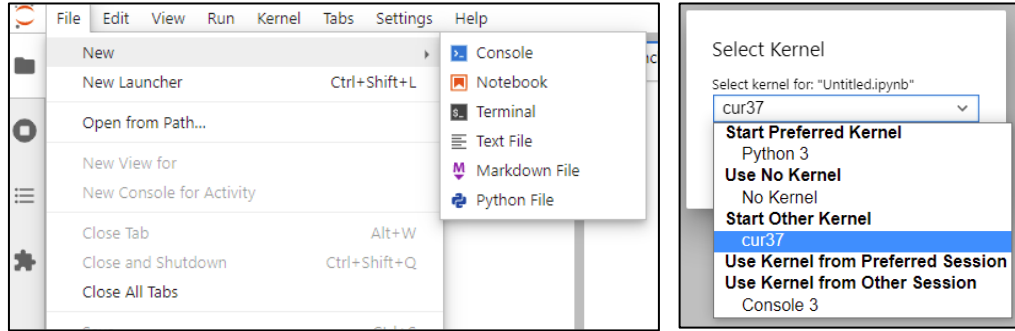 File Edit View Run Kernel Tabs Settings Help
New
New Launcher Ctrl+Shift+L
Open from Path...
New View for
New Console for Activity
Close Tab Alt+W
Close and Shutdown Ctrl+Shift+Q
Close All Tabs
Console
Notebook
Terminal
Text File
Markdown File
Python File
Select Kernel
Select kernel for: "Untitled.ipynb"
cur37
Start Preferred Kernel
Python 3
Use No Kernel
No Kernel
Start Other Kernel
cur37
Use Kernel from Preferred Session
Use Kernel from Other Session
Console 3